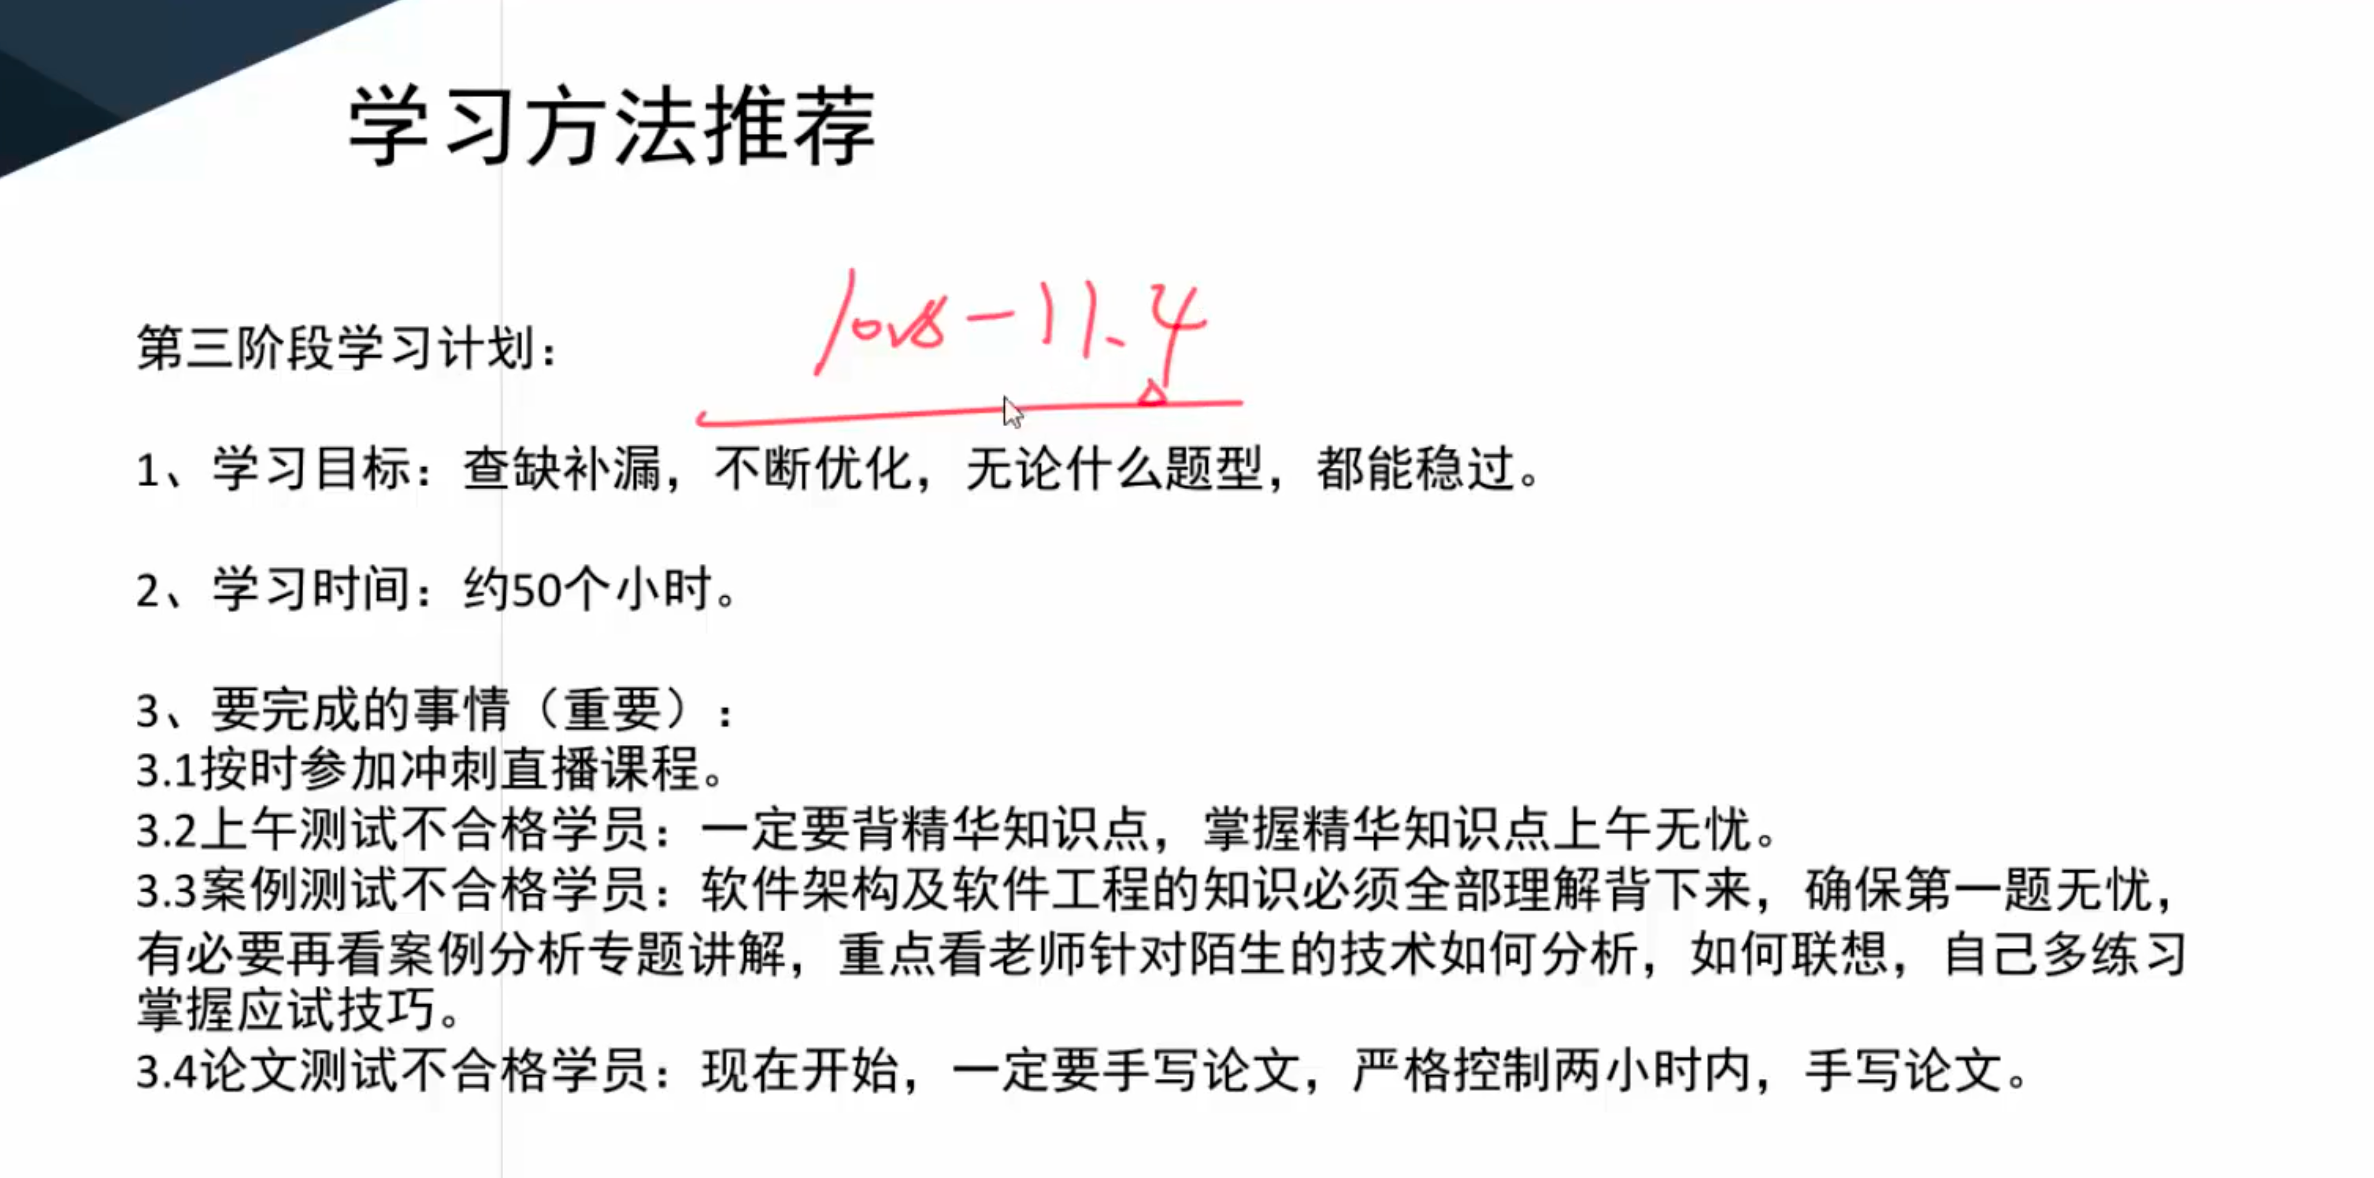 学习方法推荐
第三阶段学习计划：
-11.4
1、学习目标：查缺补漏，不断优化，无论什么题型，都能稳过。
2、学习时间：约50个小时。
3、要完成的事情（重要）：
3.1按时参加冲刺直播课程。
3.2上午测试不合格学员：一定要背精华知识点，掌握精华知识点上午无忧。
3.3案例测试不合格学员：软件架构及软件工程的知识必须全部理解背下来，确保第一题无忧，
有必要再看案例分析专题讲解，重点看老师针对陌生的技术如何分析，如何联想，自己多练习
掌握应试技巧。
3.4论文测试不合格学员：现在开始，一定要手写论文，严格控制两小时内，手写论文。